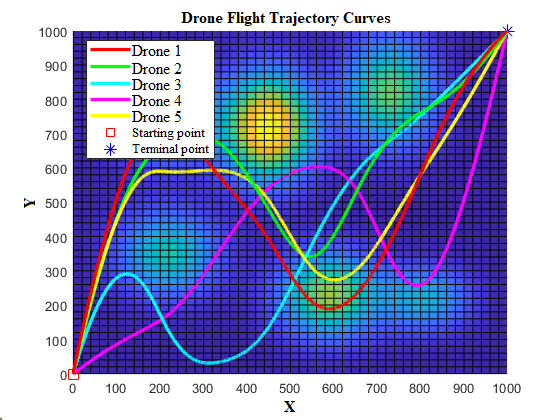 Drone Flight Trajectory Curves
1000
900
800
700
600
500
400
300
200
100
0
Y
Drone 1
Drone 2
Drone 3
Drone 4
Drone 5
Starting point
Terminal point
0 100 200 300 400 500 600 700 800 900 1000
X